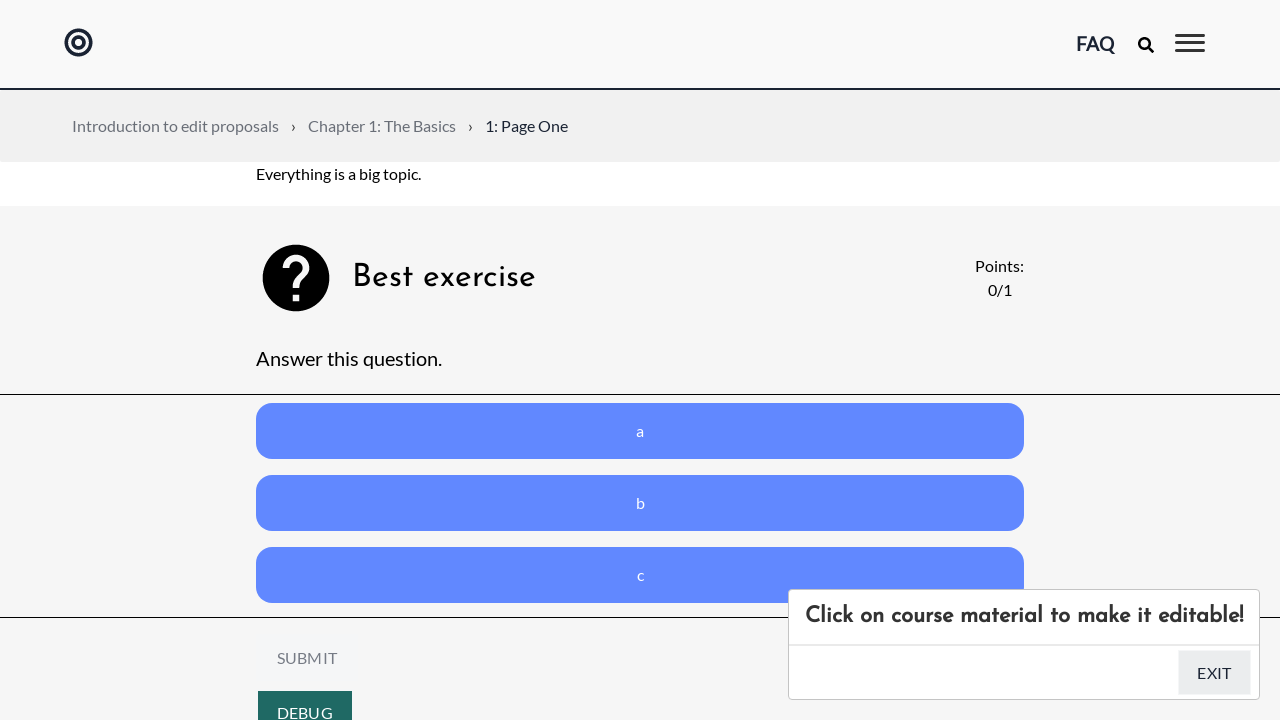 FAQ
Introduction to edit proposals › Chapter 1: The Basics › 1: Page One
Everything is a big topic.
Best exercise
Points:
0/1
Answer this question.
a
b
c
Click on course material to make it editable!
EXIT
SUBMIT
DEBUG